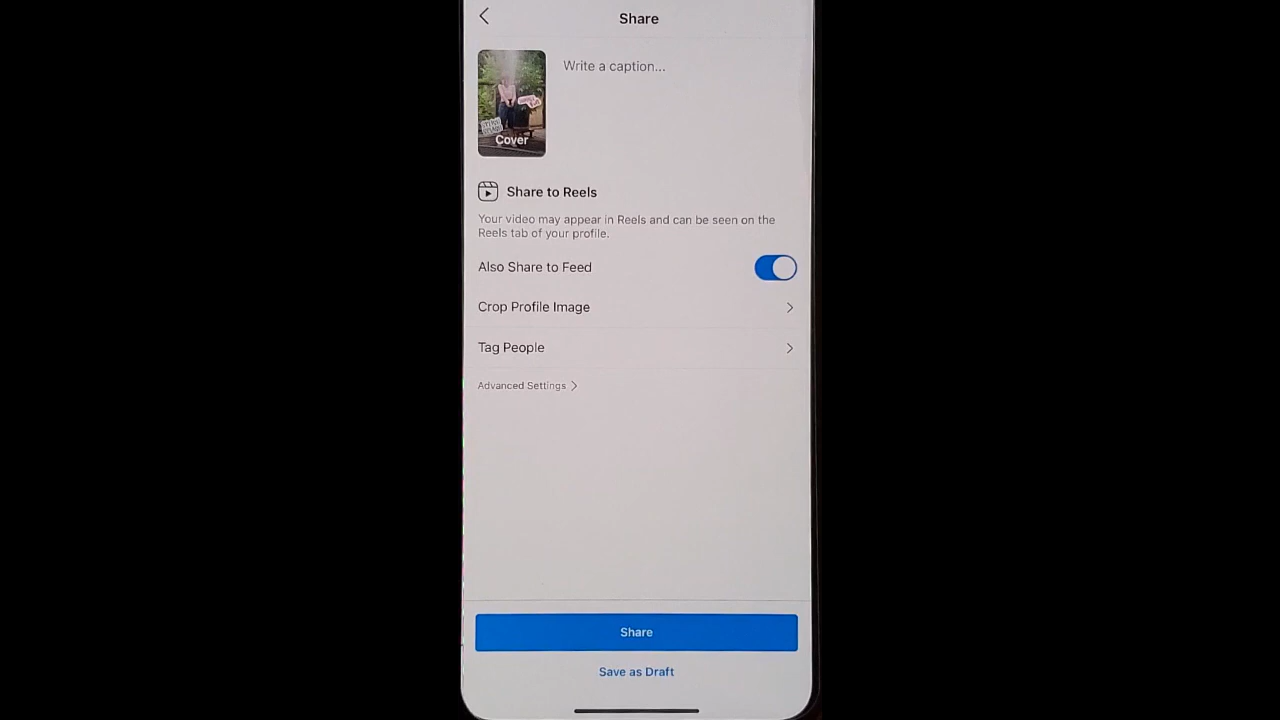 Share
Write a caption...
Cover
Share to Reels
Your video may appear in Reels and can be seen on the
Reels tab of your profile.
Also Share to Feed
Crop Profile Image
Tag People
Advanced Settings
Share
Save as Draft